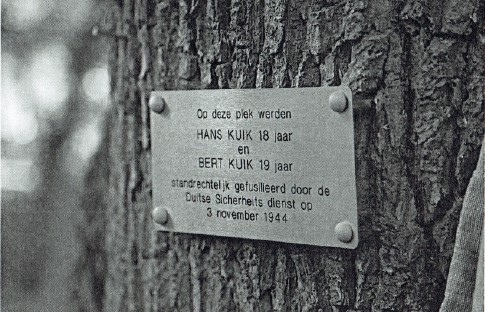 Op deze plek werden
HANS KUIK 18 jaar
en
BERT KUIK 19 jaar
standrechtelijk gefusilleerd door de
Duitse Sicherheits dienst op
3 november 1944